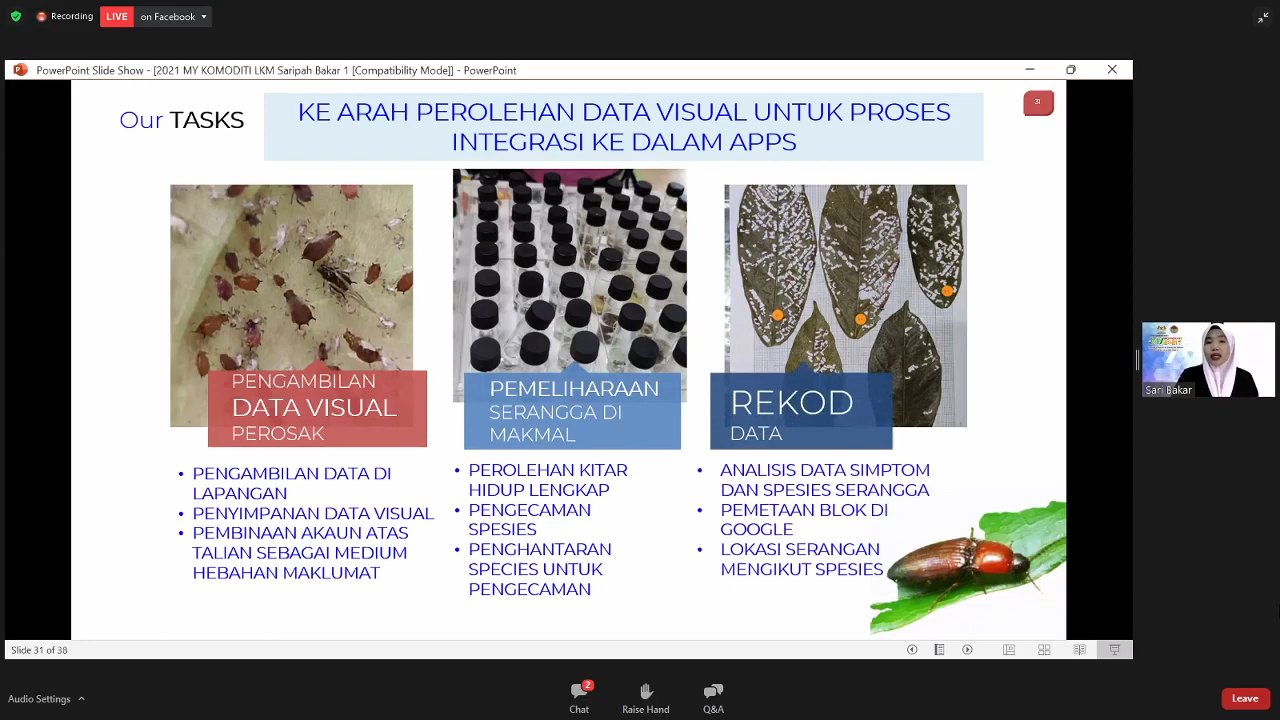 Recording
LIVE
on Facebook
PowerPoint Slide Show - [2021 MY KOMODITI LKM Saripah Bakar 1 [Compatibility Mode]] - PowerPoint
Our TASKS
KE ARAH PEROLEHAN DATA VISUAL UNTUK PROSES
INTEGRASI KE DALAM APPS
31
PENGAMBILAN
DATA VISUAL
PEROSAK
• PENGAMBILAN DATA DI
LAPANGAN
• PENYIMPANAN DATA VISUAL
• PEMBINAAN AKAUN ATAS
TALIAN SEBAGAI MEDIUM
HEBAHAN MAKLUMAT
PEMELIHARAAN
SERANGGA DI
MAKMAL
• PEROLEHAN KITAR
HIDUP LENGKAP
• PENGECAMAN
SPESIES
• PENGHANTARAN
SPECIES UNTUK
PENGECAMAN
REKOD
DATA
• ANALISIS DATA SIMPTOM
DAN SPESIES SERANGGA
• PEMETAAN BLOK DI
GOOGLE
• LOKASI SERANGAN
MENGIKUT SPESIES
Sari Bakar
Slide 31 of 38
Audio Settings
2
Chat
Raise Hand
Q&A
Leave